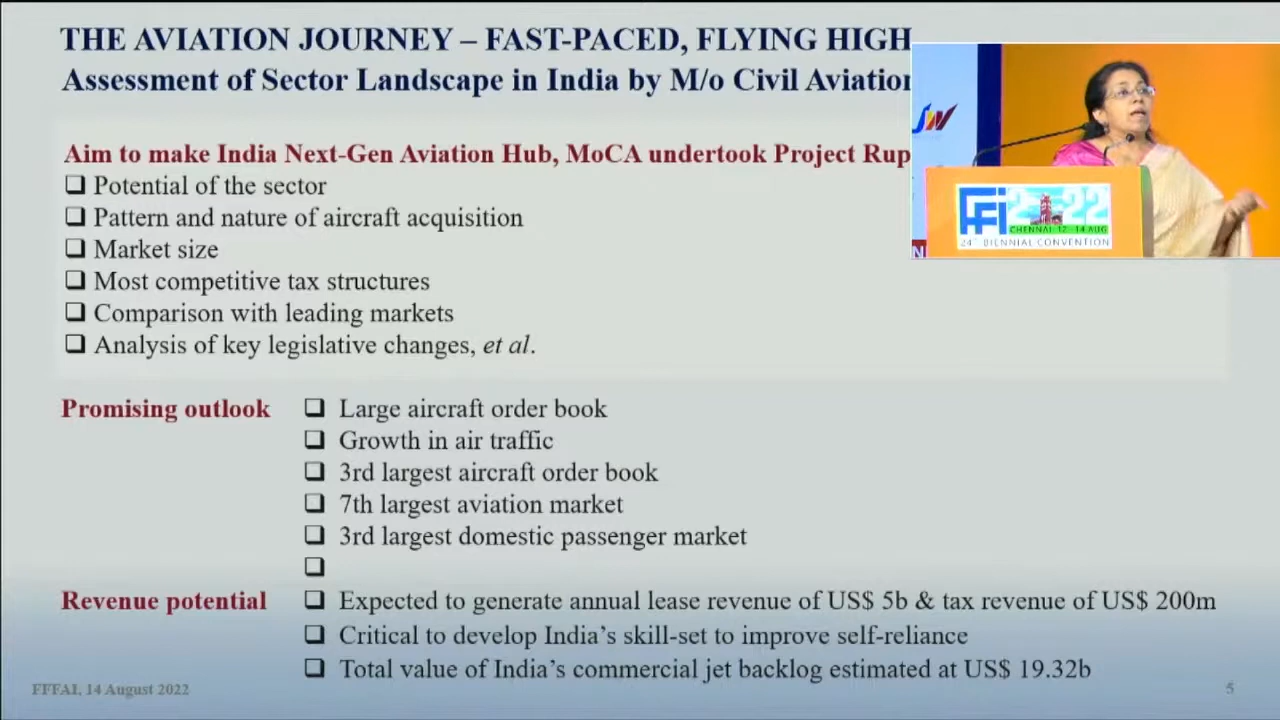 THE AVIATION JOURNEY – FAST-PACED, FLYING HIGH
Assessment of Sector Landscape in India by M/o Civil Aviation
Aim to make India Next-Gen Aviation Hub, MoCA undertook Project Rup
❑ Potential of the sector
❑ Pattern and nature of aircraft acquisition
❑ Market size
❑ Most competitive tax structures
❑ Comparison with leading markets
❑ Analysis of key legislative changes, et al.
Promising outlook ❑ Large aircraft order book
❑ Growth in air traffic
❑ 3rd largest aircraft order book
❑ 7th largest aviation market
❑ 3rd largest domestic passenger market
❑
Revenue potential ❑ Expected to generate annual lease revenue of US$ 5b & tax revenue of US$ 200m
❑ Critical to develop India’s skill-set to improve self-reliance
❑ Total value of India’s commercial jet backlog estimated at US$ 19.32b
FFFAI, 14 August 2022
5
FFFi 2022
CHENNAI 12 - 14 AUG
24TH BIENNIAL CONVENTION